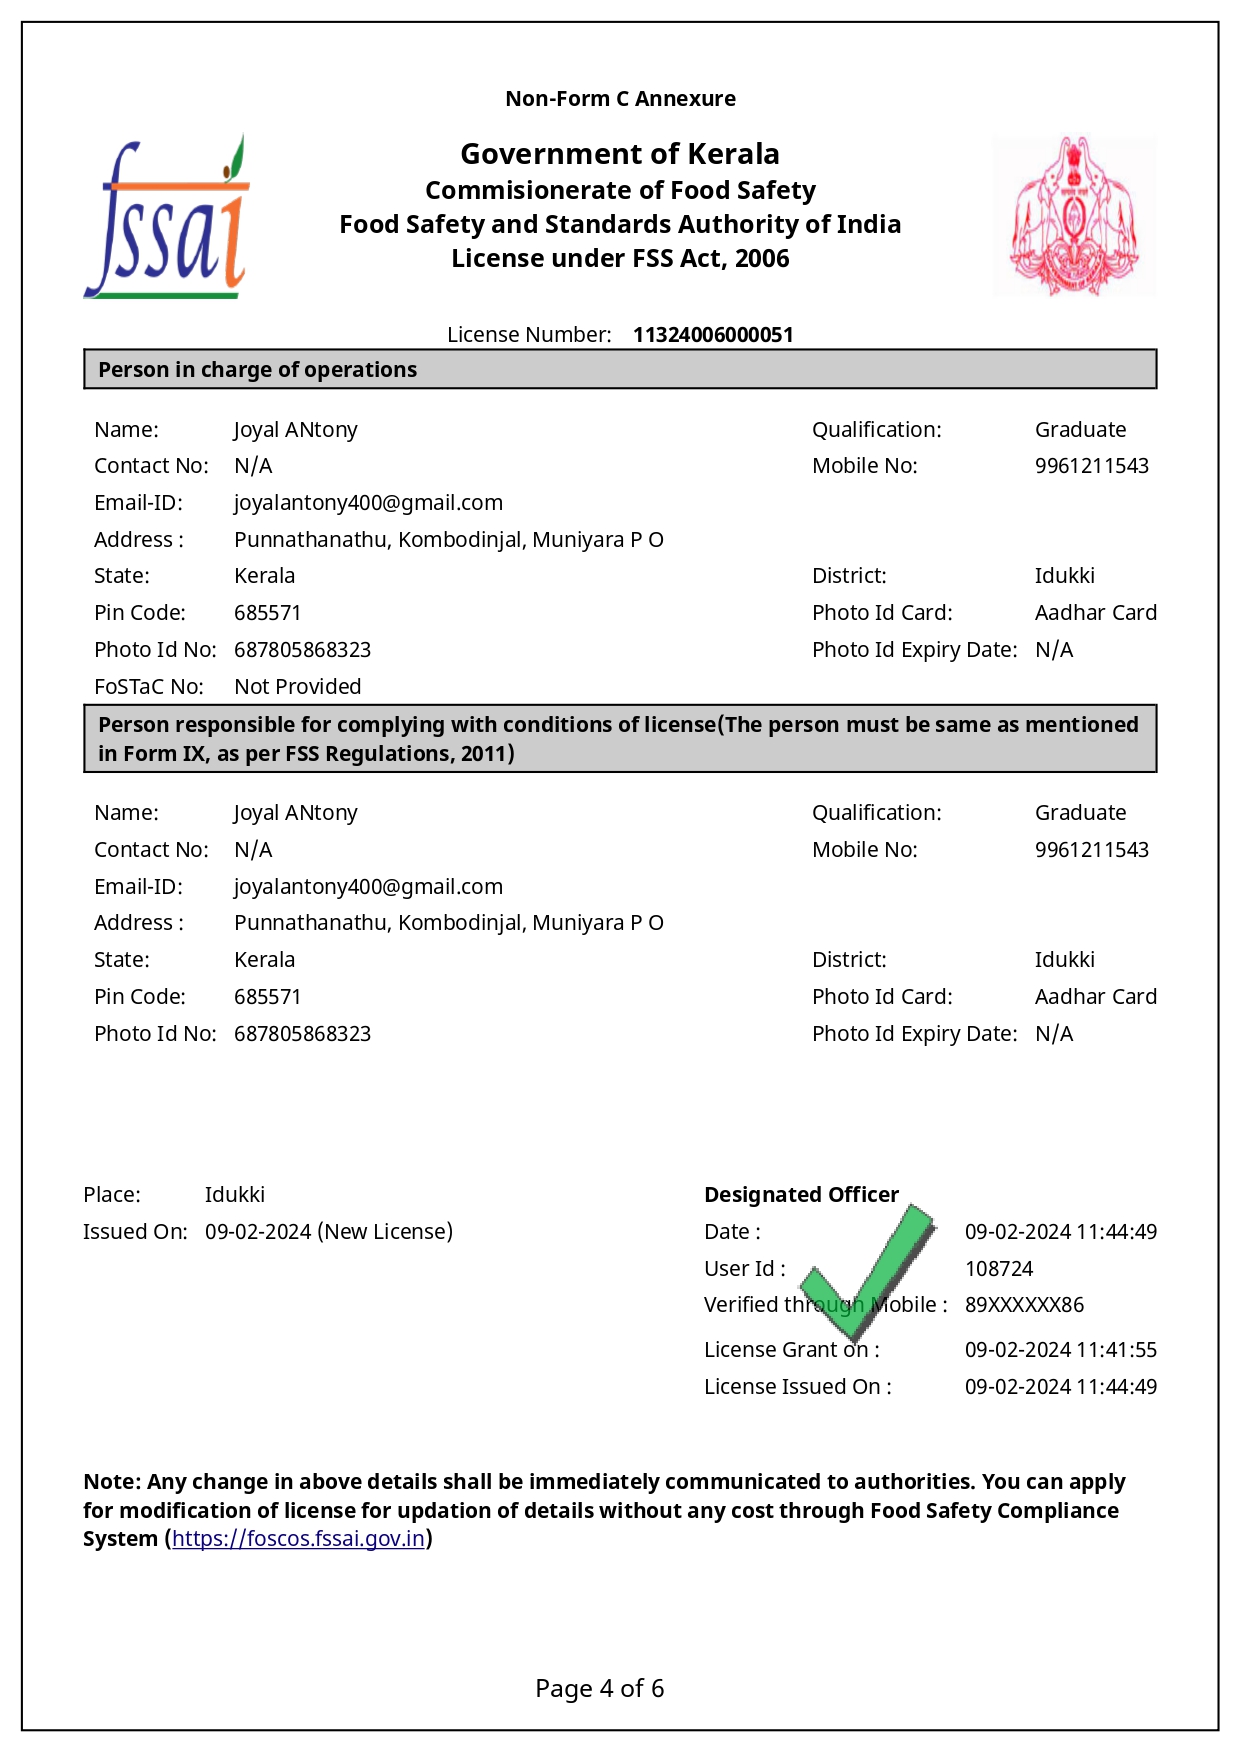 Non-Form C Annexure
fssai
Government of Kerala
Commisionerate of Food Safety
Food Safety and Standards Authority of India
License under FSS Act, 2006
License Number: 11324006000051
Person in charge of operations
Name: Joyal ANtony Qualification: Graduate
Contact No: N/A Mobile No: 9961211543
Email-ID: joyalantony400@gmail.com
Address : Punnathanathu, Kombodinjal, Muniyara P O
State: Kerala District: Idukki
Pin Code: 685571 Photo Id Card: Aadhar Card
Photo Id No: 687805868323 Photo Id Expiry Date: N/A
FoSTaC No: Not Provided
Person responsible for complying with conditions of license(The person must be same as mentioned
in Form IX, as per FSS Regulations, 2011)
Name: Joyal ANtony Qualification: Graduate
Contact No: N/A Mobile No: 9961211543
Email-ID: joyalantony400@gmail.com
Address : Punnathanathu, Kombodinjal, Muniyara P O
State: Kerala District: Idukki
Pin Code: 685571 Photo Id Card: Aadhar Card
Photo Id No: 687805868323 Photo Id Expiry Date: N/A
Place: Idukki Designated Officer
Issued On: 09-02-2024 (New License) Date : 09-02-2024 11:44:49
User Id : 108724
Verified through Mobile : 89XXXXXX86
License Grant on : 09-02-2024 11:41:55
License Issued On : 09-02-2024 11:44:49
Note: Any change in above details shall be immediately communicated to authorities. You can apply
for modification of license for updation of details without any cost through Food Safety Compliance
System (https://foscos.fssai.gov.in)
Page 4 of 6